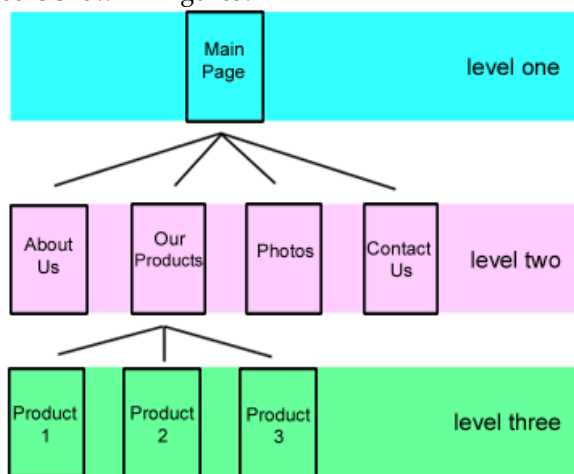 Main
Page
level one
About
Us
Our
Products
Photos
Contact
Us
level two
Product
1
Product
2
Product
3
level three